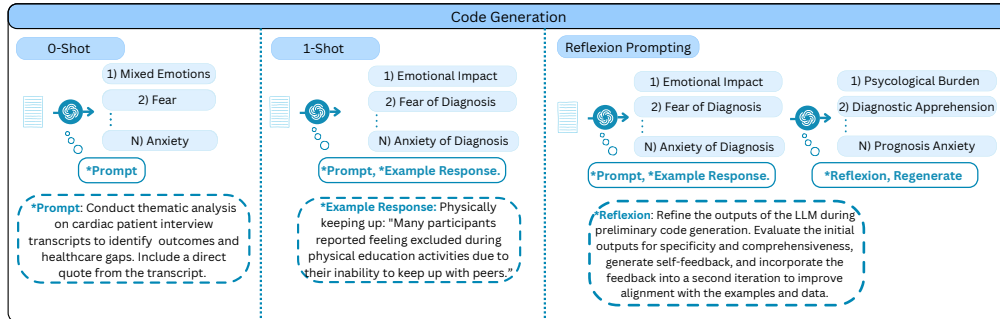 Code Generation
0-Shot
1) Mixed Emotions
2) Fear
N) Anxiety
*Prompt
*Prompt: Conduct thematic analysis
on cardiac patient interview
transcripts to identify outcomes and
healthcare gaps. Include a direct
quote from the transcript.
1-Shot
1) Emotional Impact
2) Fear of Diagnosis
N) Anxiety of Diagnosis
*Prompt, *Example Response.
*Example Response: Physically
keeping up: "Many participants
reported feeling excluded during
physical education activities due to
their inability to keep up with peers.”
Reflexion Prompting
1) Emotional Impact
2) Fear of Diagnosis
N) Anxiety of Diagnosis
*Prompt, *Example Response.
1) Psycological Burden
2) Diagnostic Apprehension
N) Prognosis Anxiety
*Reflexion, Regenerate
*Reflexion: Refine the outputs of the LLM during
preliminary code generation. Evaluate the initial
outputs for specificity and comprehensiveness,
generate self-feedback, and incorporate the
feedback into a second iteration to improve
alignment with the examples and data.